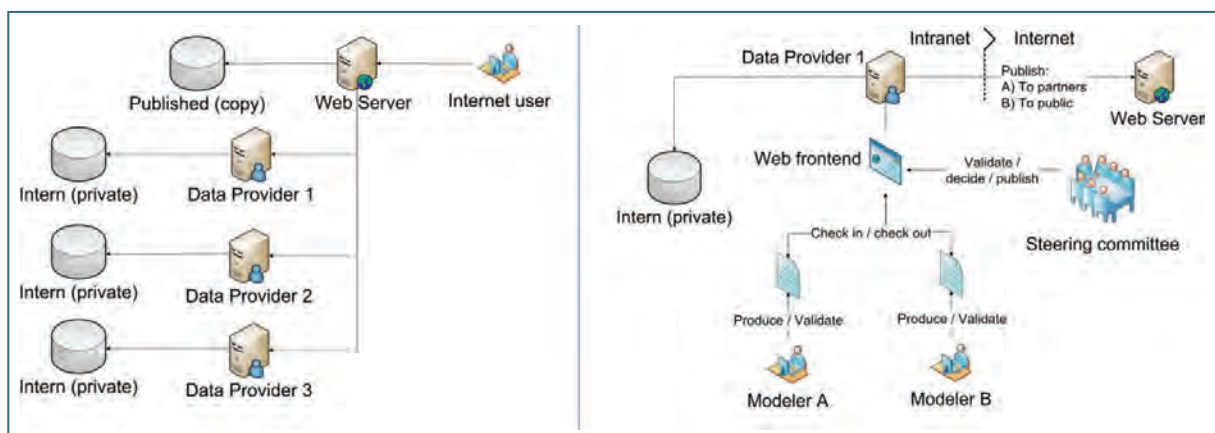 Published (copy)
Web Server
Internet user
Intern (private)
Data Provider 1
Intern (private)
Data Provider 2
Intern (private)
Data Provider 3
Data Provider 1
Intranet
Internet
Publish:
A) To partners
B) To public
Web Server
Web frontend
Validate /
decide / publish
Intern (private)
Check in / check out
Steering committee
Produce / Validate
Produce / Validate
Modeler A
Modeler B